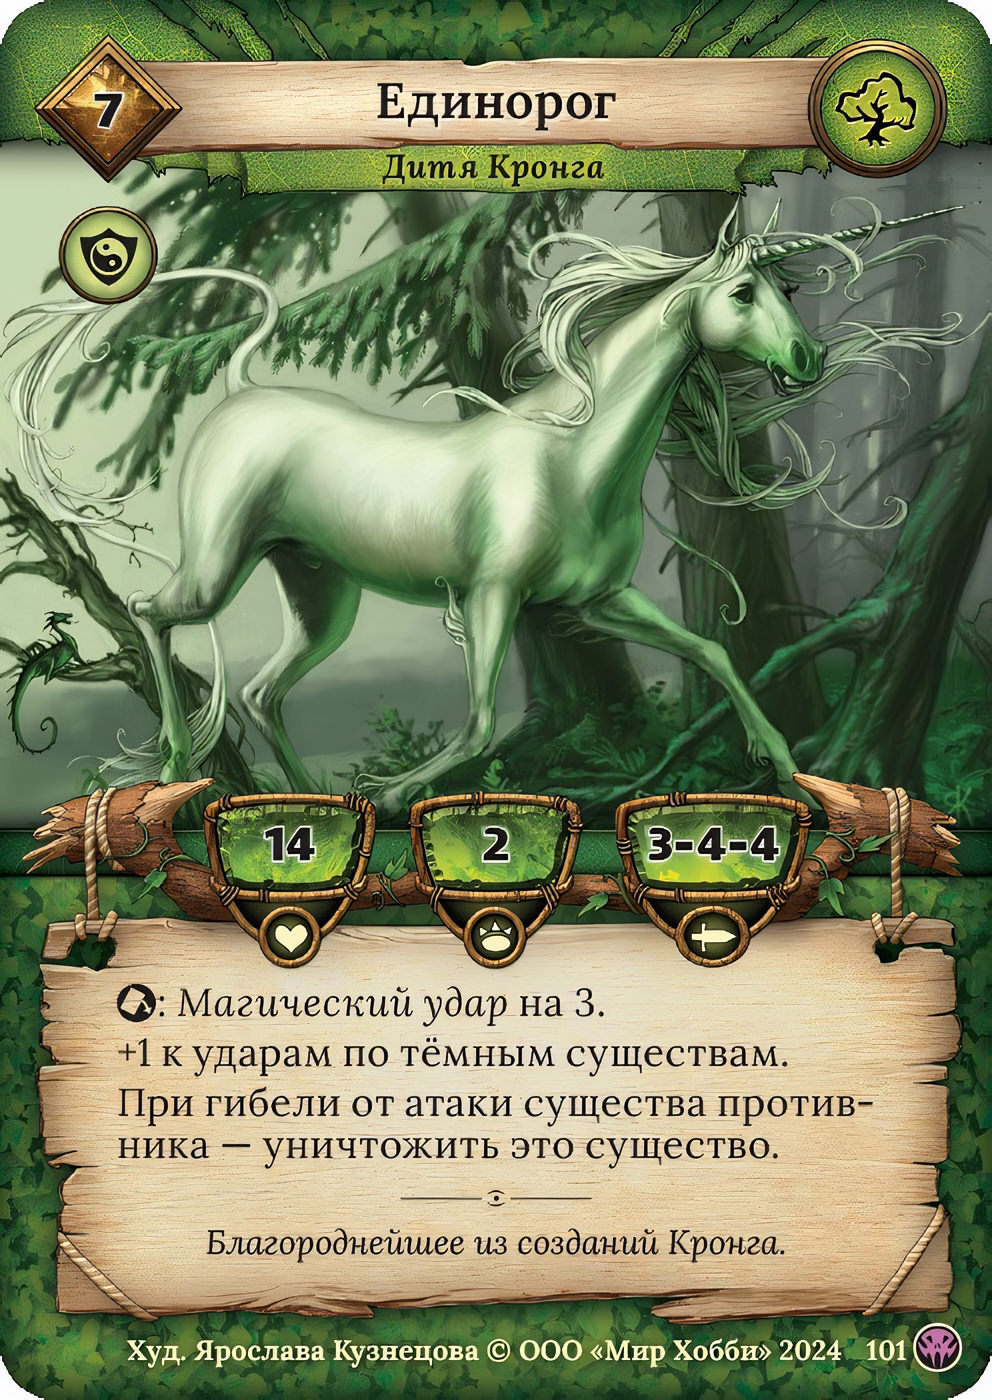 7
Единорог
Дитя Кронга
14
2
3-4-4
: Магический удар на 3.
+1 к ударам по тёмным существам.
При гибели от атаки существа против-
ника — уничтожить это существо.
Благороднейшее из созданий Кронга.
Худ. Ярослава Кузнецова © ООО «Мир Хобби» 2024 101